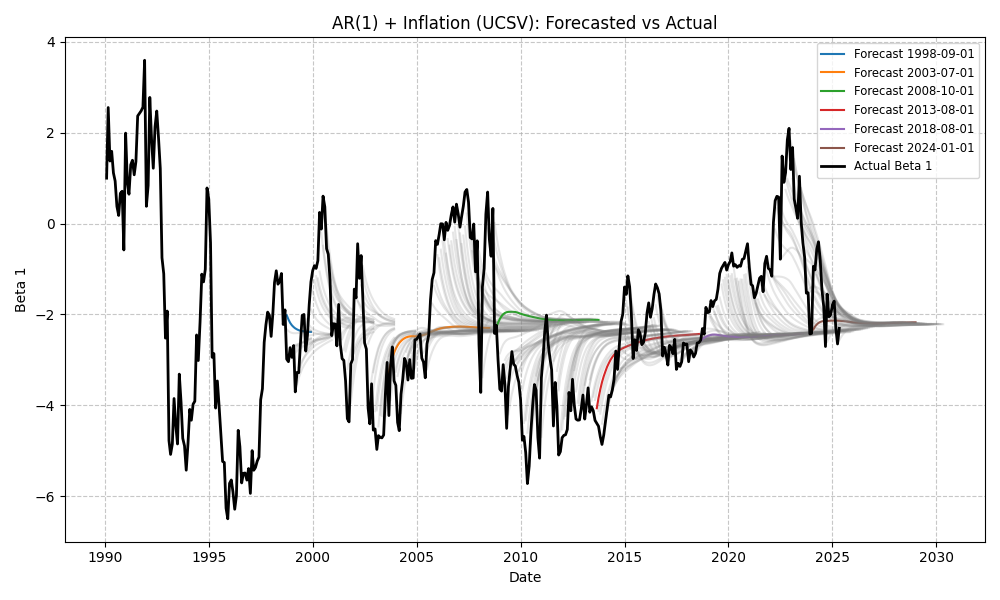 AR(1) + Inflation (UCSV): Forecasted vs Actual
Forecast 1998-09-01
Forecast 2003-07-01
Forecast 2008-10-01
Forecast 2013-08-01
Forecast 2018-08-01
Forecast 2024-01-01
Actual Beta 1
Beta 1
4
2
0
−2
−4
−6
1990 1995 2000 2005 2010 2015 2020 2025 2030
Date